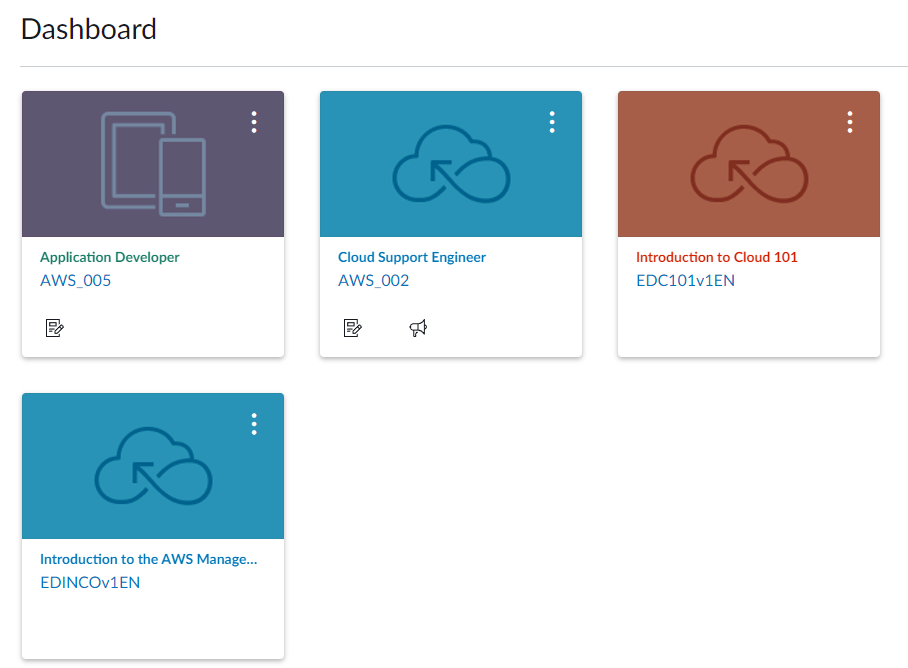 Dashboard
Application Developer
AWS_005
Cloud Support Engineer
AWS_002
Introduction to Cloud 101
EDC101v1EN
Introduction to the AWS Manage...
EDINCOv1EN